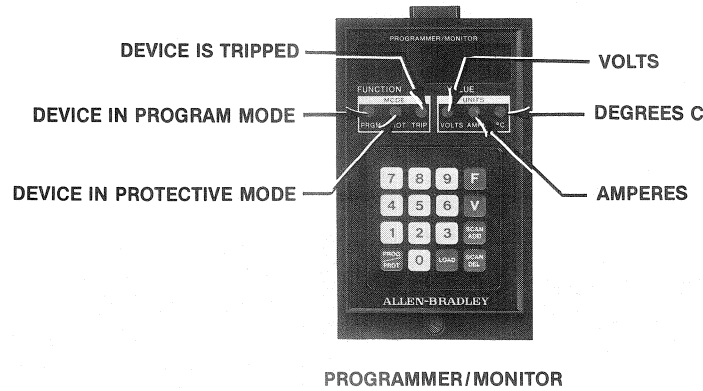 PROGRAMMER/MONITOR
DEVICE IS TRIPPED
VOLTS
FUNCTION
MODE
UNITS
DEVICE IN PROGRAM MODE
DEGREES C
TRIP
VOLTS
DEVICE IN PROTECTIVE MODE
AMPERES
7 8 9 F
4 5 6 V
1 2 3 SCAN ADD
PROG PROT 0 LOAD SCAN DEL
ALLEN-BRADLEY
PROGRAMMER/MONITOR